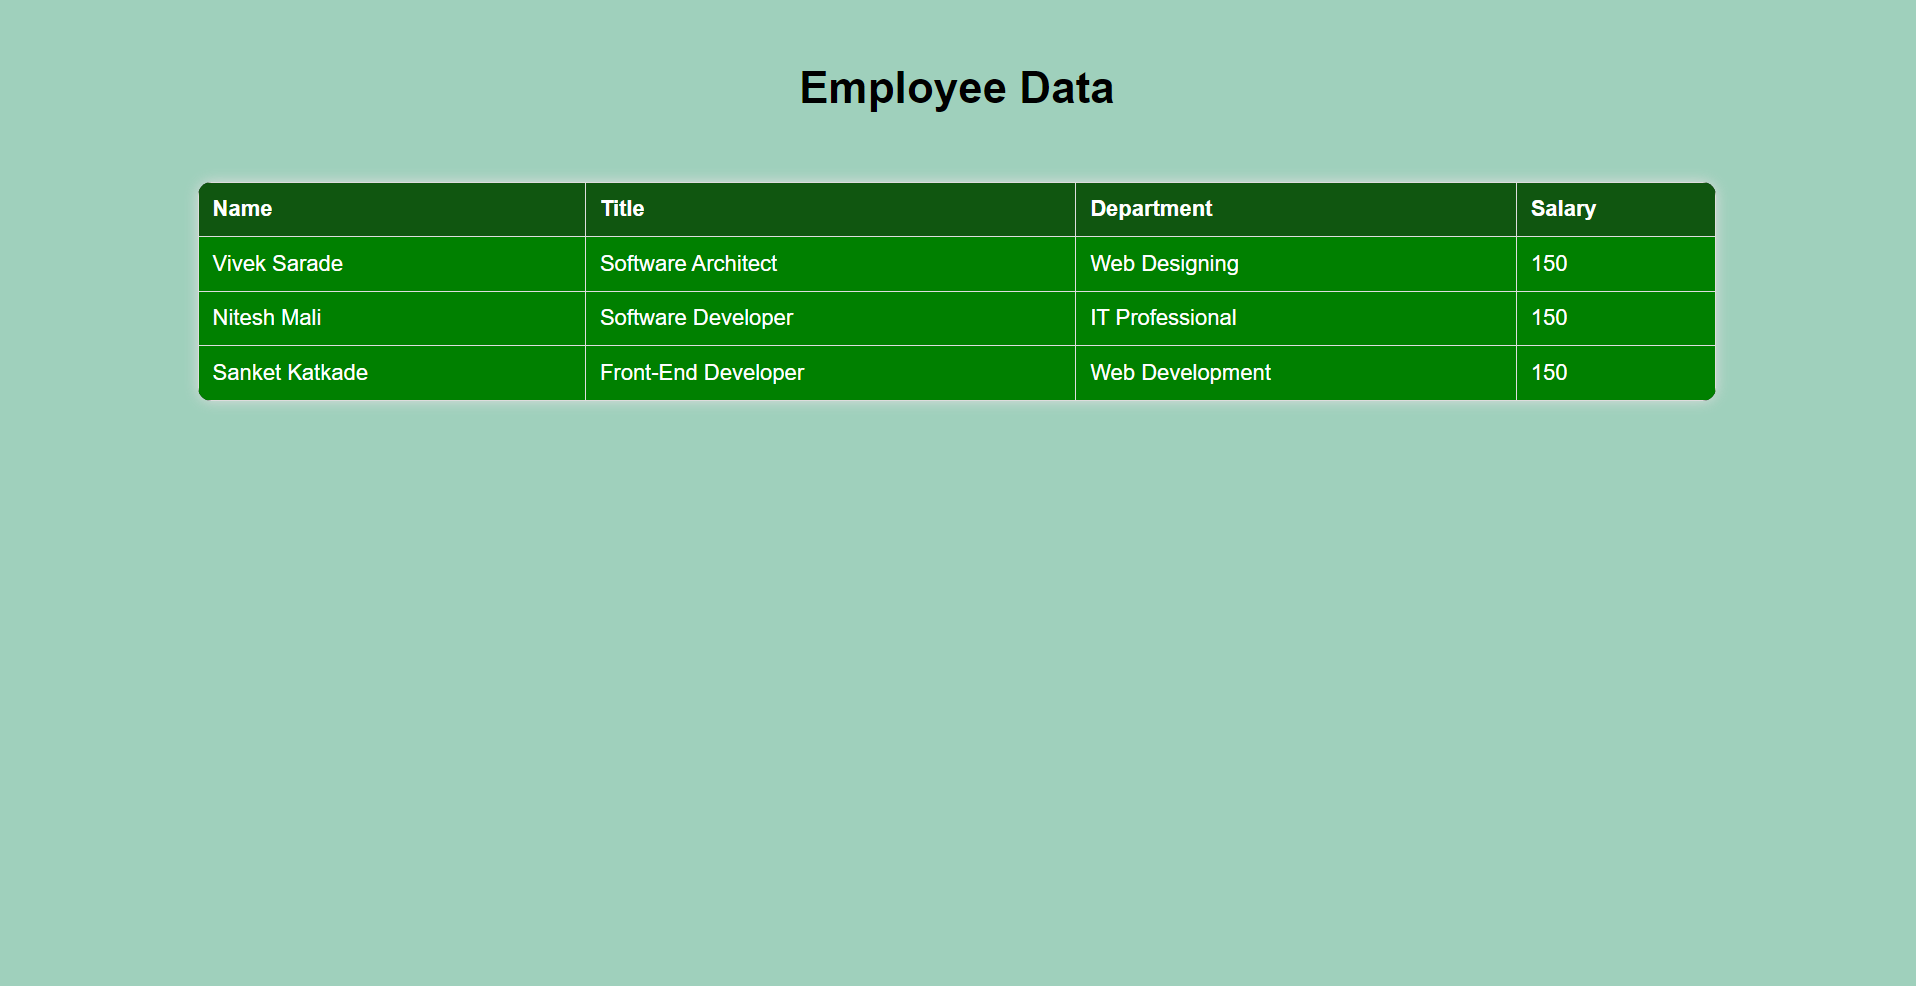 Employee Data
Name Title Department Salary
Vivek Sarade Software Architect Web Designing 150
Nitesh Mali Software Developer IT Professional 150
Sanket Katkade Front-End Developer Web Development 150